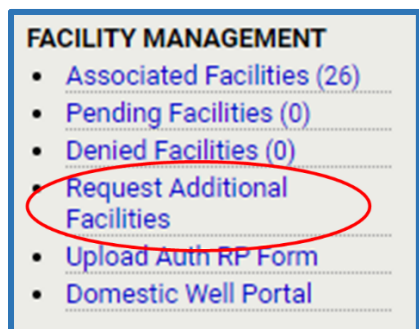 FACILITY MANAGEMENT
• Associated Facilities (26)
• Pending Facilities (0)
• Denied Facilities (0)
• Request Additional
Facilities
• Upload Auth RP Form
• Domestic Well Portal